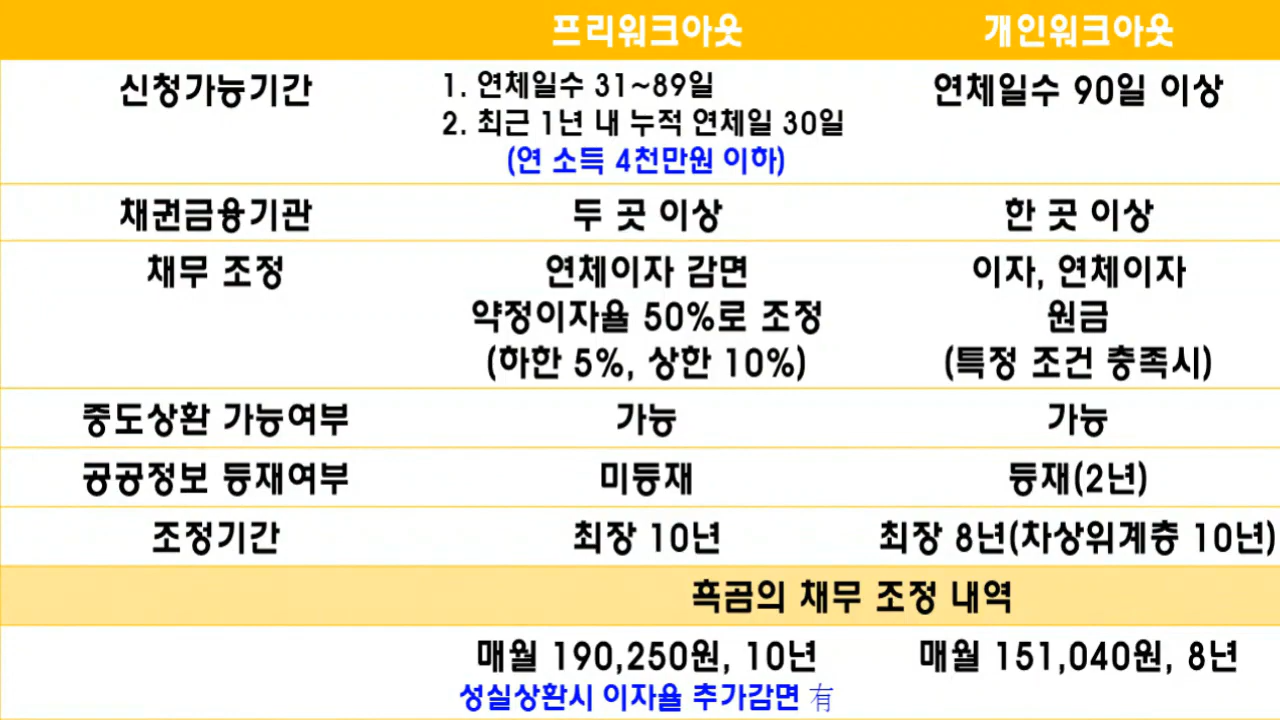 프리워크아웃 개인워크아웃
신청가능기간 1. 연체일수 31~89일 연체일수 90일 이상
2. 최근 1년 내 누적 연체일 30일
(연 소득 4천만원 이하)
채권금융기관 두 곳 이상 한 곳 이상
채무 조정 연체이자 감면 이자, 연체이자
약정이자율 50%로 조정 원금
(하한 5%, 상한 10%) (특정 조건 충족시)
중도상환 가능여부 가능 가능
공공정보 등재여부 미등재 등재(2년)
조정기간 최장 10년 최장 8년(차상위계층 10년)
흑곰의 채무 조정 내역
매월 190,250원, 10년 매월 151,040원, 8년
성실상환시 이자율 추가감면 有